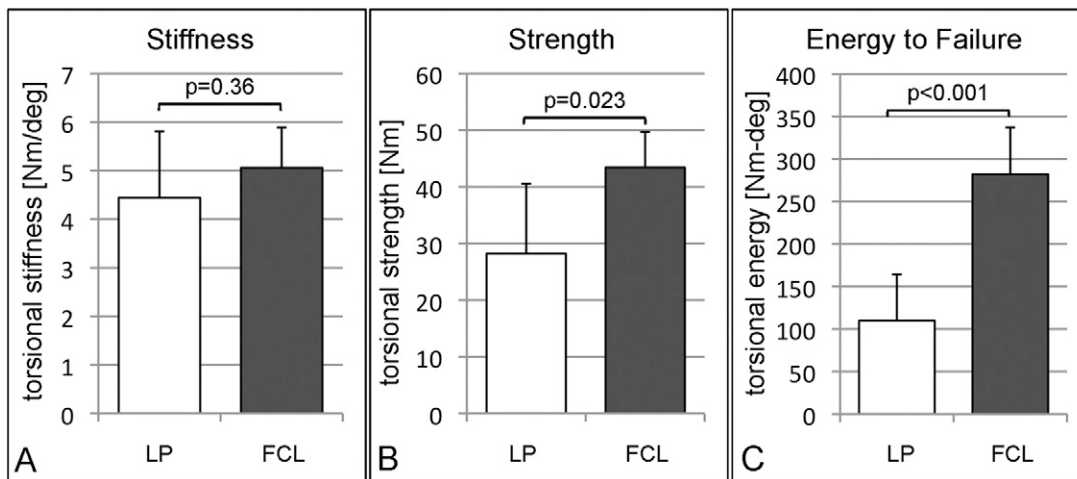 Stiffness
torsional stiffness [Nm/deg]
7
6
5
4
3
2
1
0
p=0.36
LP FCL
A
Strength
torsional strength [Nm]
60
50
40
30
20
10
0
p=0.023
LP FCL
B
Energy to Failure
torsional energy [Nm-deg]
400
350
300
250
200
150
100
50
0
p<0.001
LP FCL
C